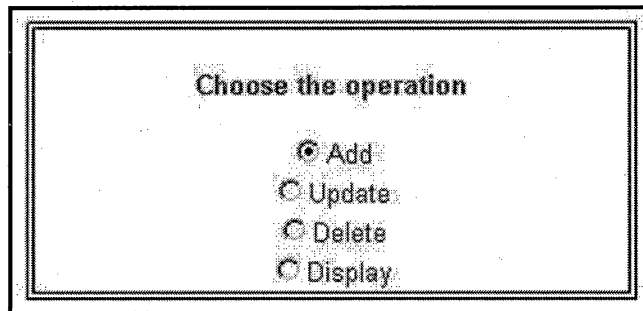 Choose the operation
Add
Update
Delete
Display